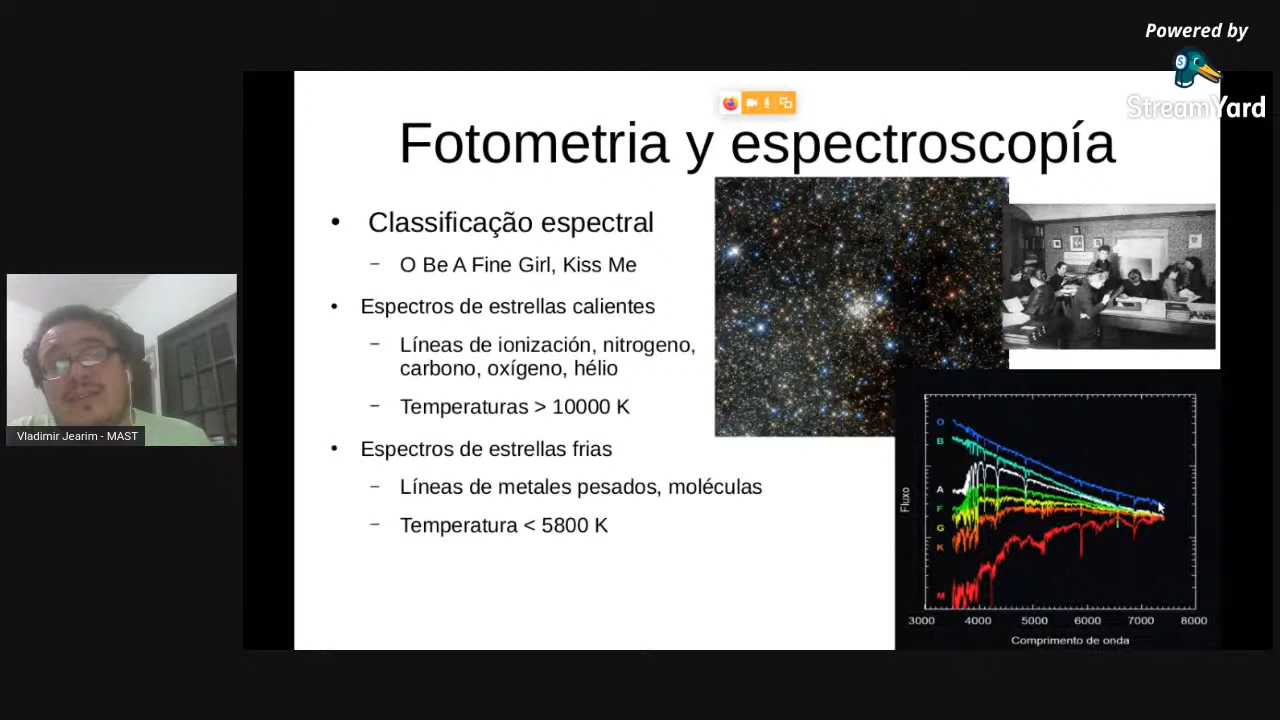 Powered by
StreamYard
Fotometria y espectroscopía
• Classificação espectral
– O Be A Fine Girl, Kiss Me
• Espectros de estrellas calientes
– Líneas de ionización, nitrogeno,
carbono, oxígeno, hélio
– Temperaturas > 10000 K
• Espectros de estrellas frias
– Líneas de metales pesados, moléculas
– Temperatura < 5800 K
Vladimir Jearim - MAST
O
B
A
F
G
K
M
Fluxo
3000 4000 5000 6000 7000 8000
Comprimento de onda